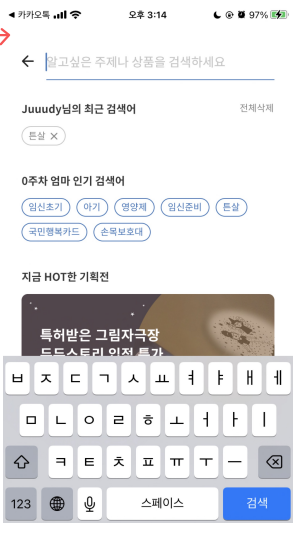 ◀ 카카오톡 오후 3:14 97%
알고싶은 주제나 상품을 검색하세요
Juuudy님의 최근 검색어 전체삭제
튼살 ×
0주차 엄마 인기 검색어
임신초기 아기 영양제 임신준비 튼살
국민행복카드 손목보호대
지금 HOT한 기획전
특허받은 그림자극장
ㅂ ㅈ ㄷ ㄱ ㅅ ㅛ ㅕ ㅑ ㅐ ㅔ
ㅁ ㄴ ㅇ ㄹ ㅎ ㅗ ㅓ ㅏ ㅣ
ㅋ ㅌ ㅊ ㅍ ㅠ ㅜ ㅡ
123 스페이스 검색